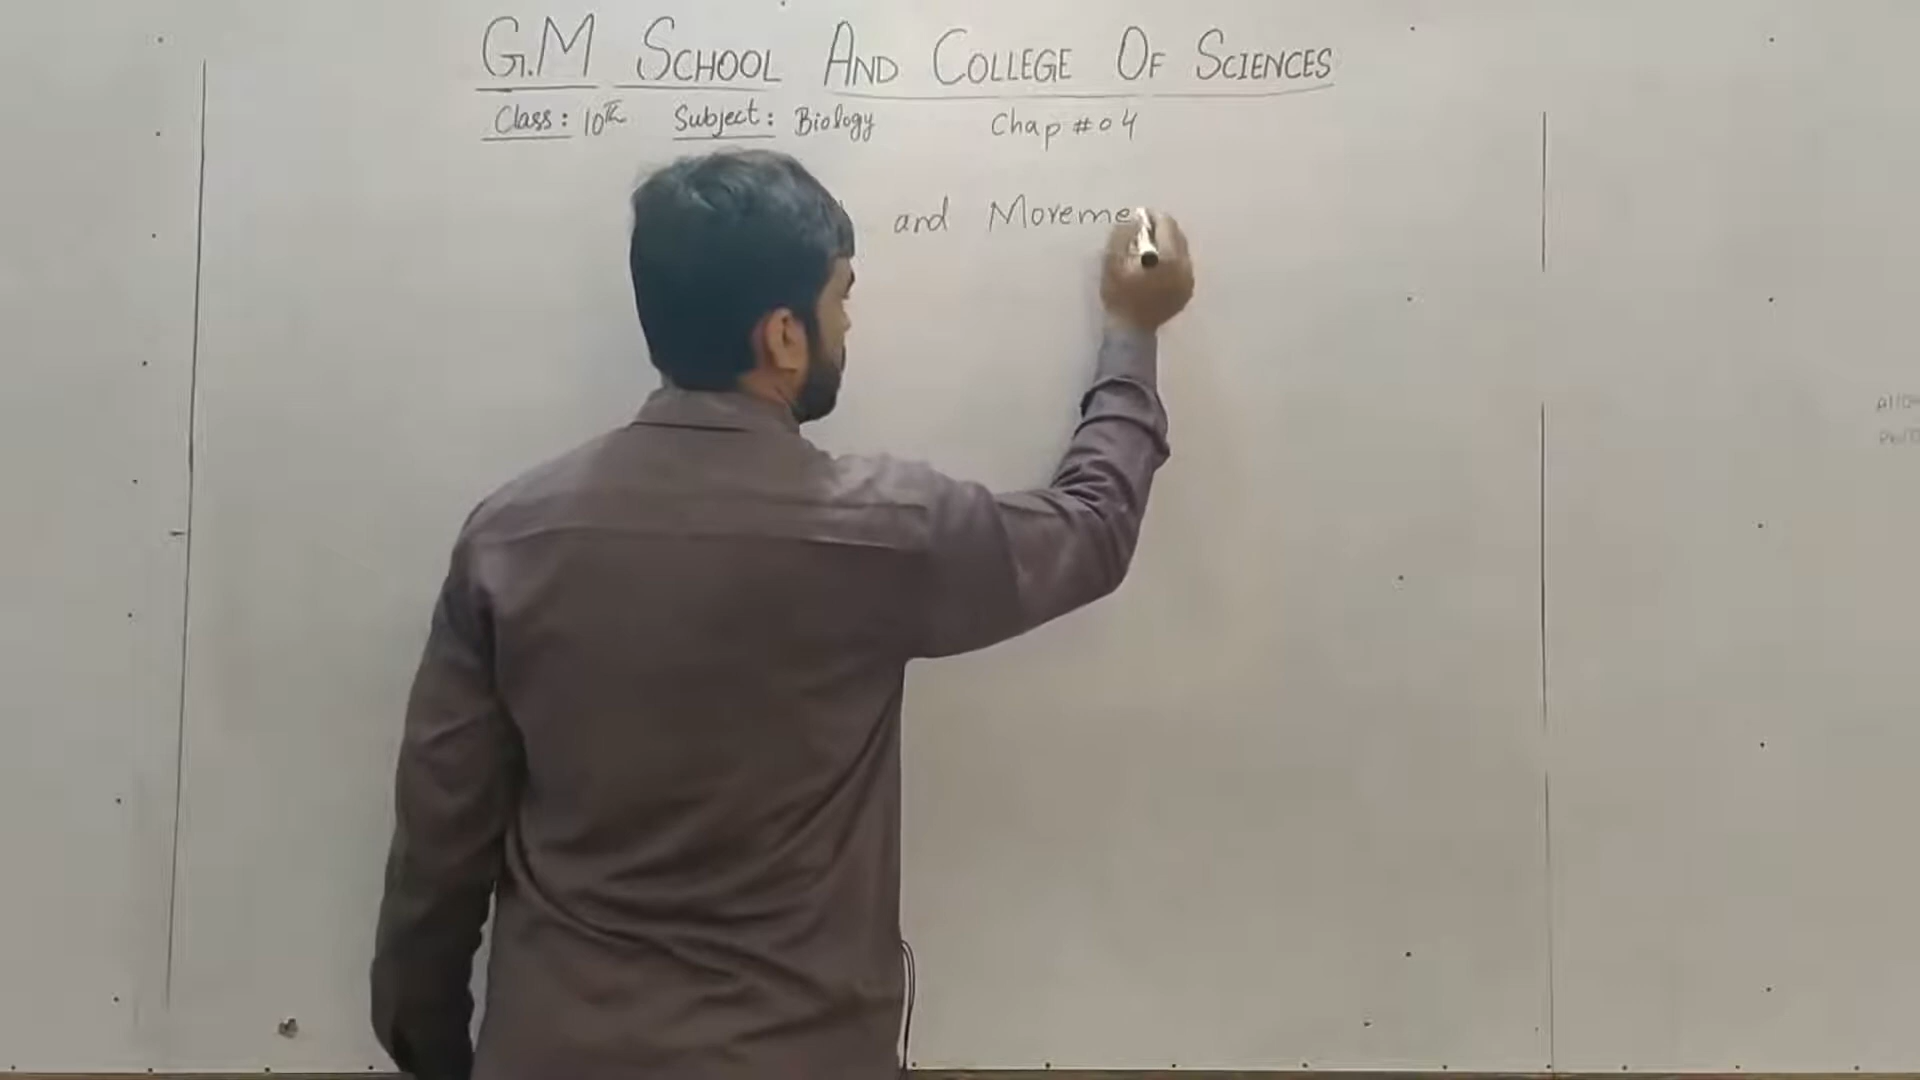 G.M SCHOOL AND COLLEGE OF SCIENCES
Class: 10th Subject: Biology Chap # 04
and Moveme